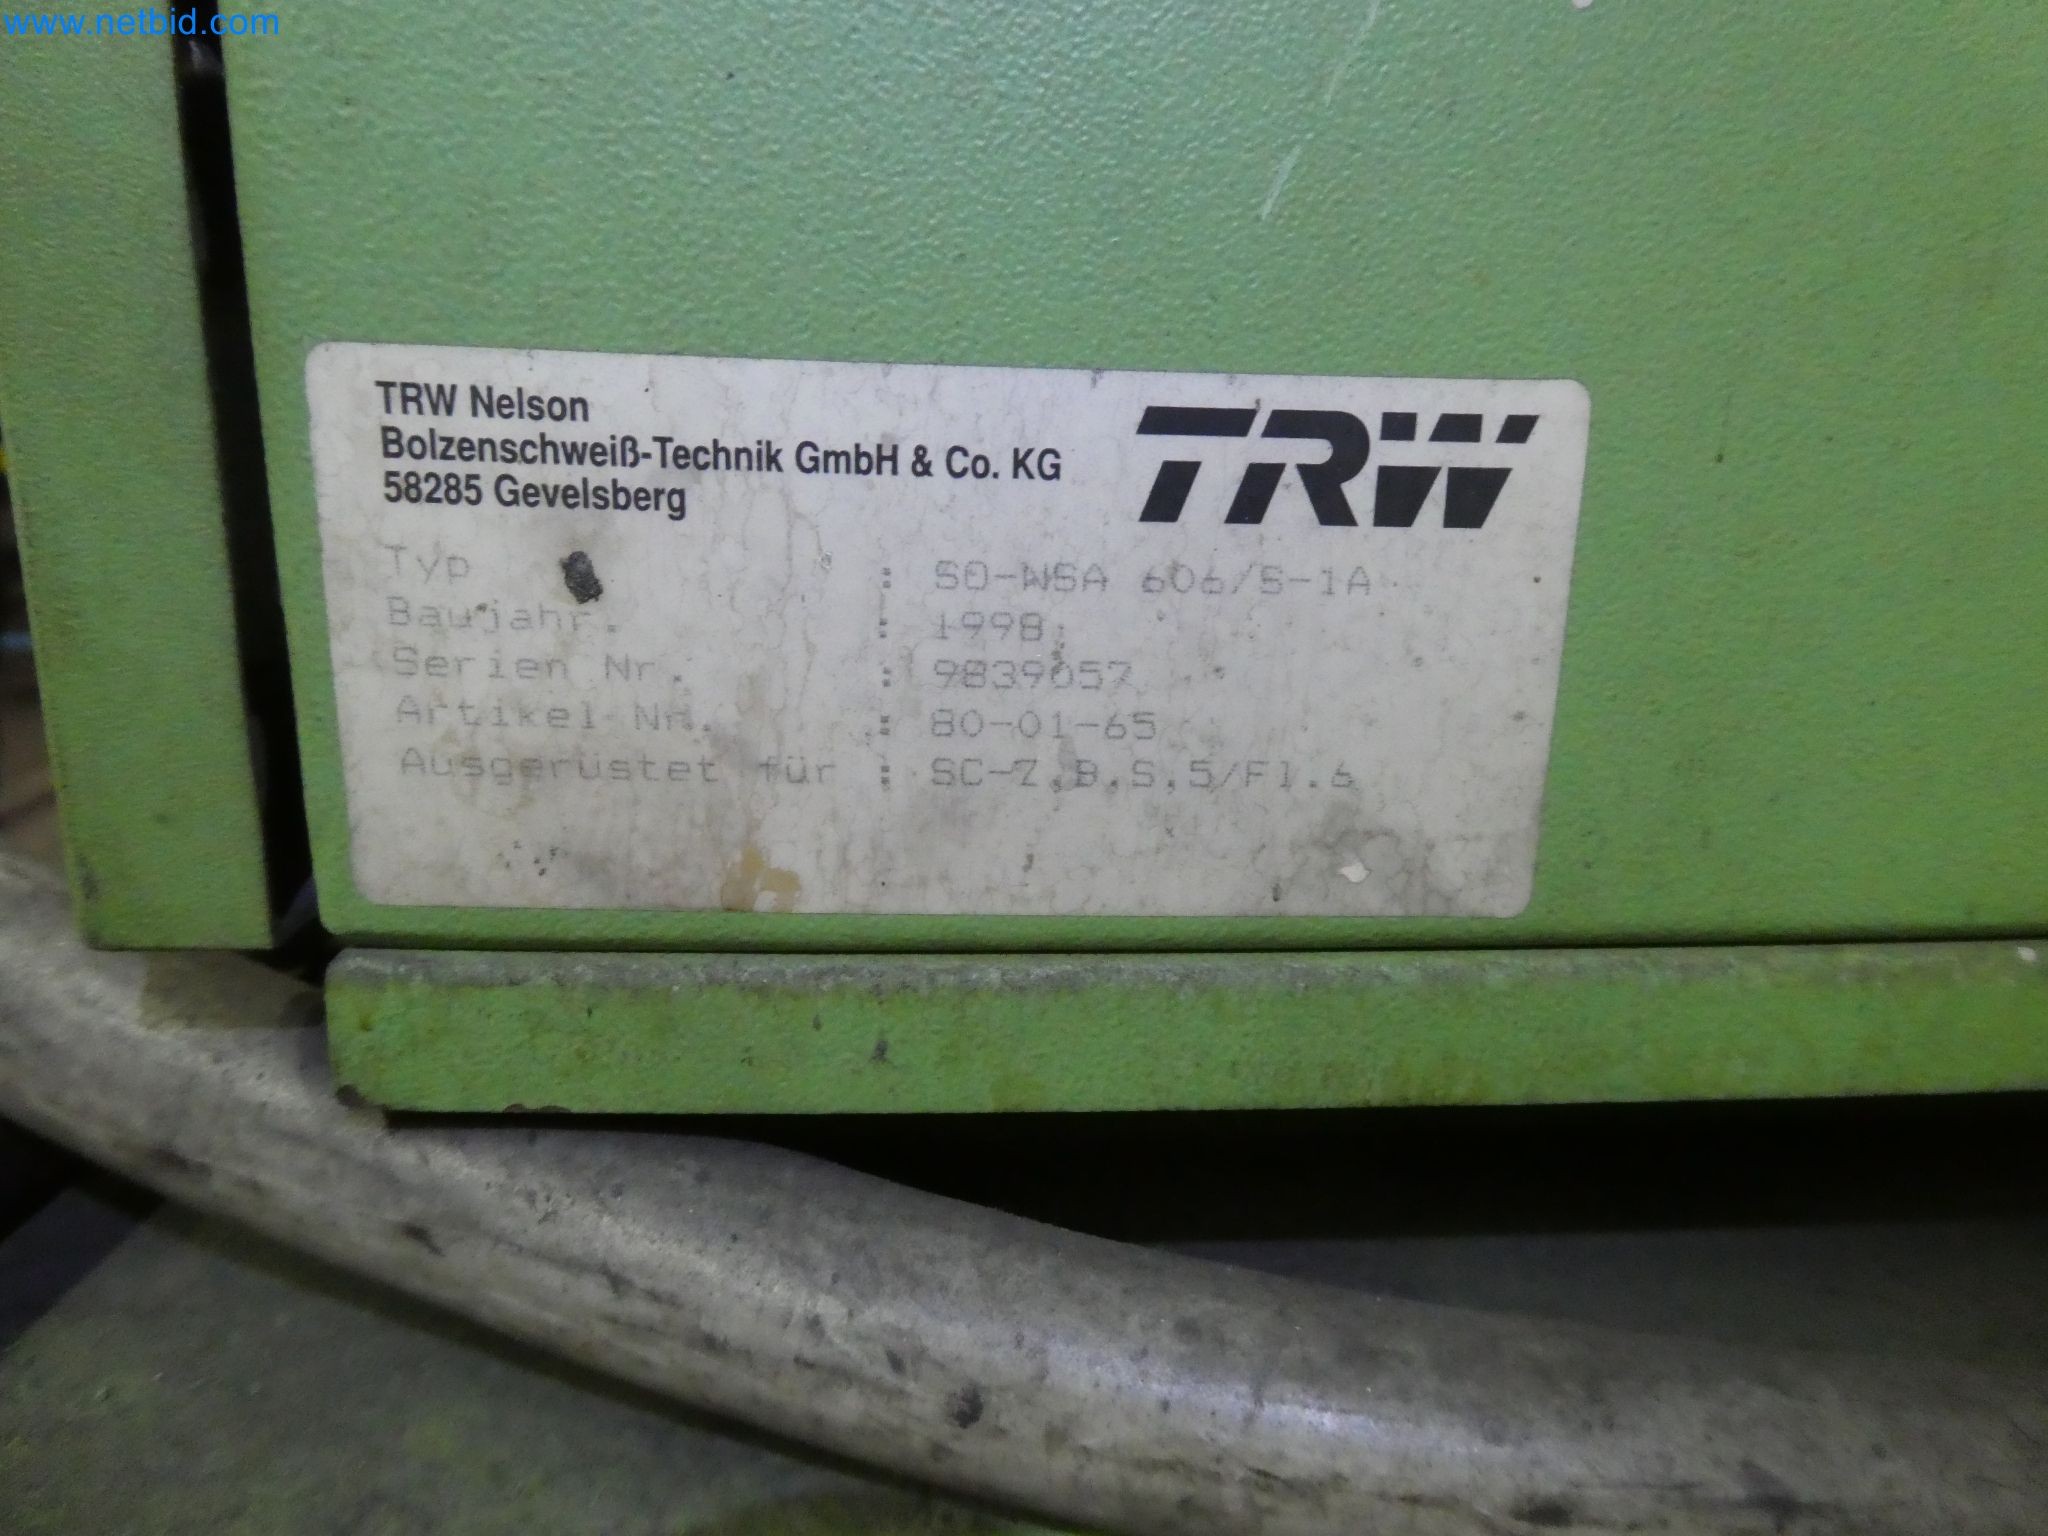 www.netbid.com
TRW Nelson
Bolzenschweiß-Technik GmbH & Co. KG
58285 Gevelsberg
TRW
Typ : S0-WSA 606/S-1A
Baujahr. : 1998
Serien Nr. : 9839057
Artikel Nr. : 80-01-65
Ausgerüstet für : SC-Z.B.S.5/F1.6